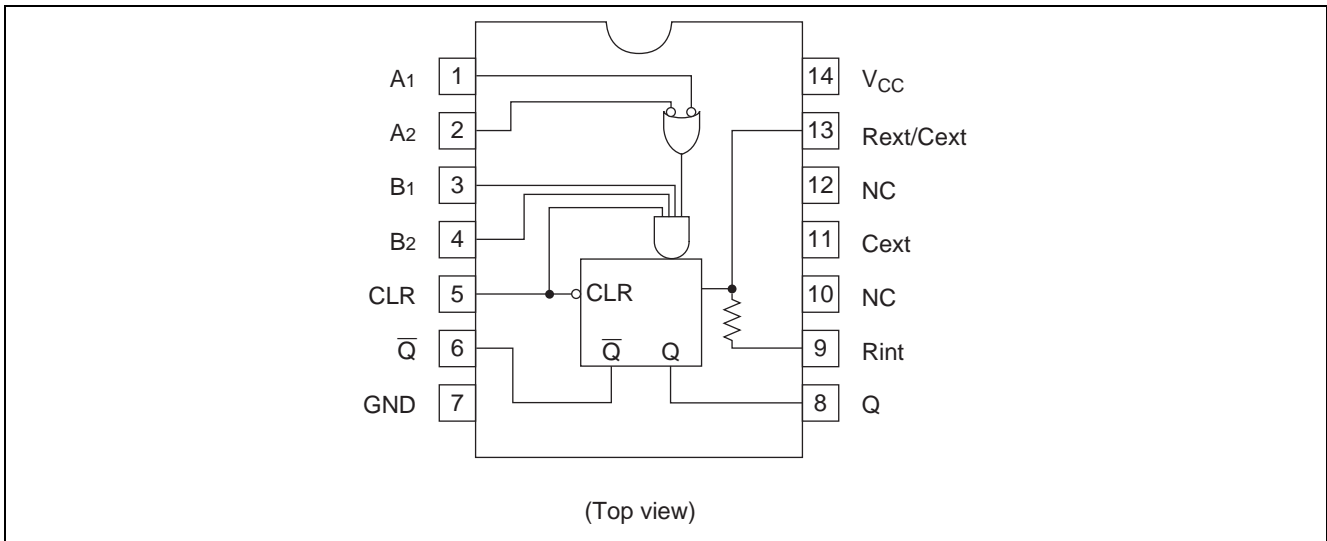 A1 1 14 VCC
A2 2 13 Rext/Cext
B1 3 12 NC
B2 4 11 Cext
CLR 5 CLR 10 NC
Q̅ 6 Q̅ Q 9 Rint
GND 7 8 Q
(Top view)